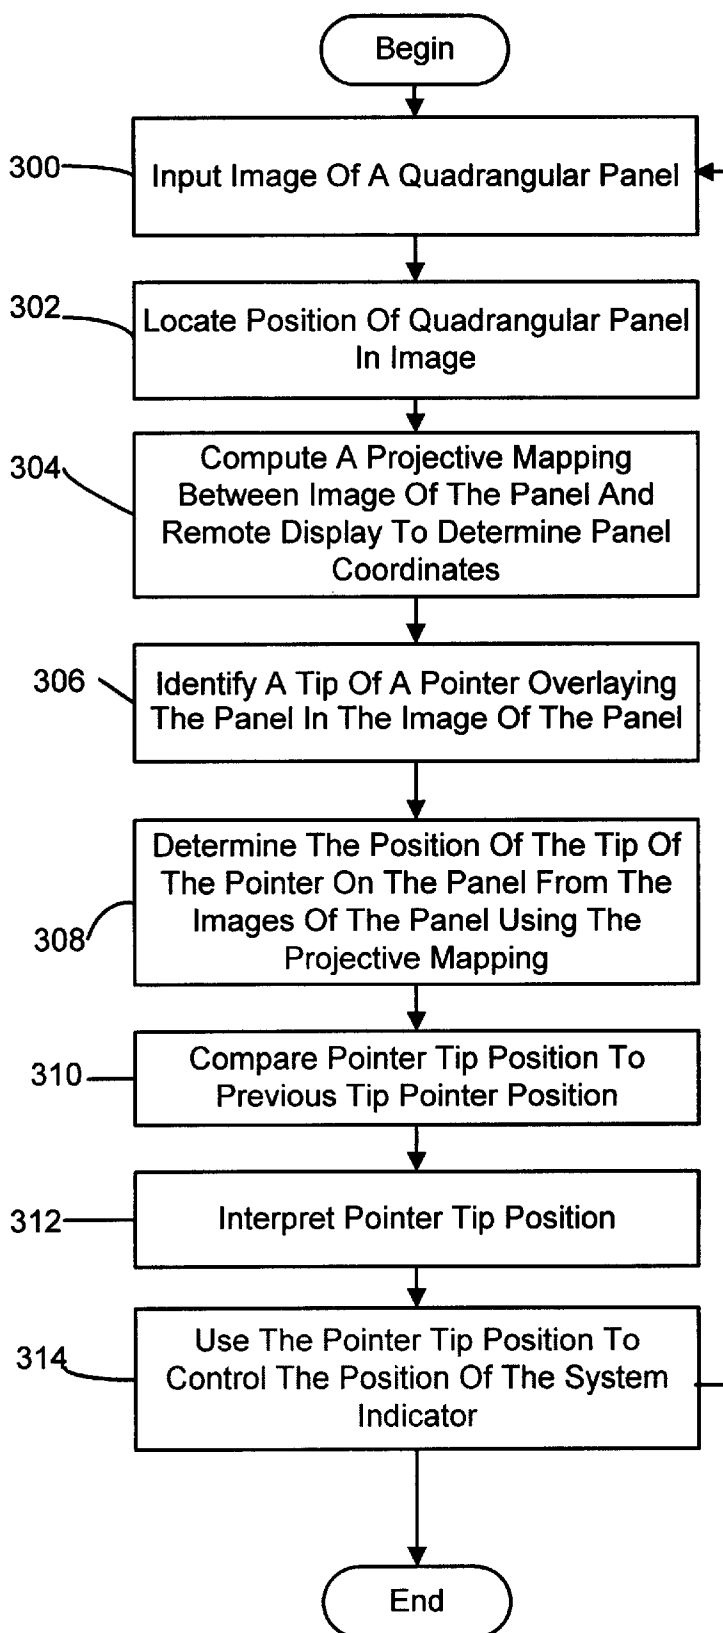 Begin
300
Input Image Of A Quadrangular Panel
302
Locate Position Of Quadrangular Panel
In Image
304
Compute A Projective Mapping
Between Image Of The Panel And
Remote Display To Determine Panel
Coordinates
306
Identify A Tip Of A Pointer Overlaying
The Panel In The Image Of The Panel
308
Determine The Position Of The Tip Of
The Pointer On The Panel From The
Images Of The Panel Using The
Projective Mapping
310
Compare Pointer Tip Position To
Previous Tip Pointer Position
312
Interpret Pointer Tip Position
314
Use The Pointer Tip Position To
Control The Position Of The System
Indicator
End